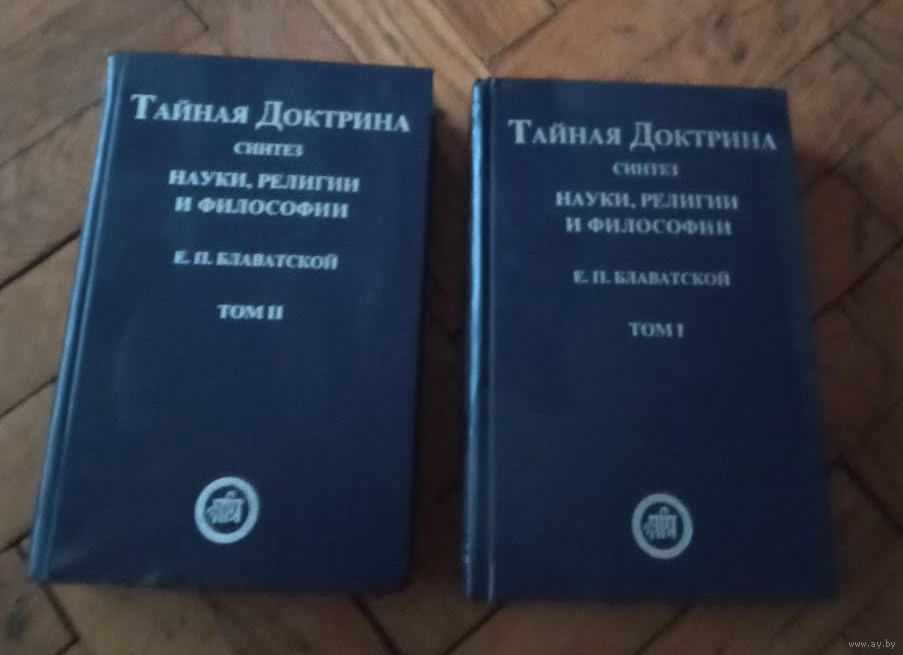 ТАЙНАЯ ДОКТРИНА
СИНТЕЗ
НАУКИ, РЕЛИГИИ
И ФИЛОСОФИИ
Е. П. БЛАВАТСКОЙ
ТОМ II
ТАЙНАЯ ДОКТРИНА
СИНТЕЗ
НАУКИ, РЕЛИГИИ
И ФИЛОСОФИИ
Е. П. БЛАВАТСКОЙ
ТОМ I
www.ay.by